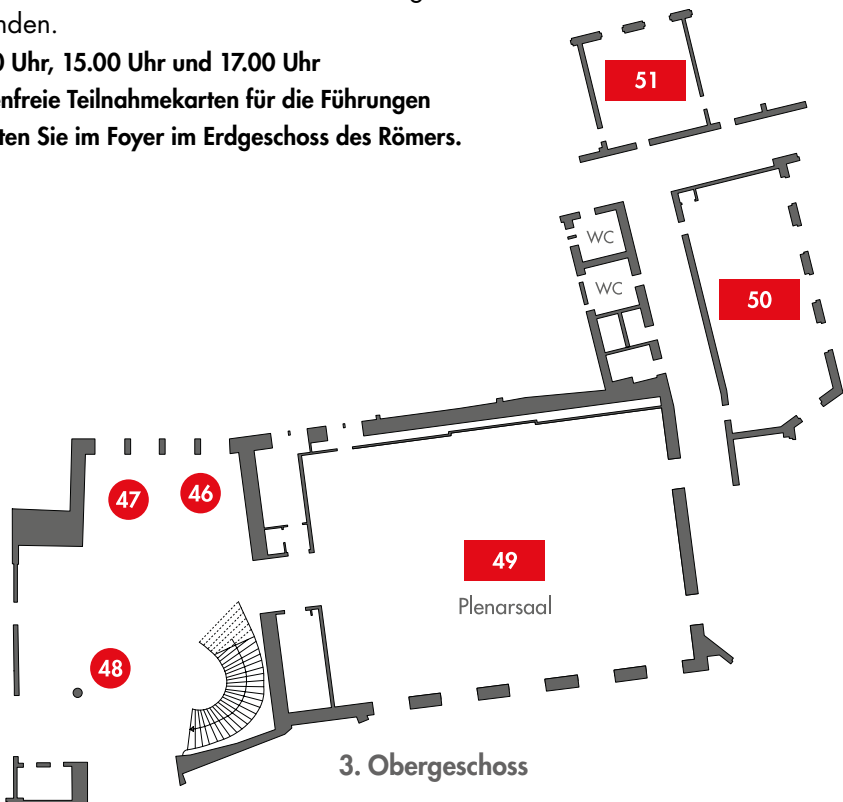 nden.
0 Uhr, 15.00 Uhr und 17.00 Uhr
enfreie Teilnahmekarten für die Führungen
ten Sie im Foyer im Erdgeschoss des Römers.
51
WC
WC
50
47
46
49
Plenarsaal
48
3. Obergeschoss